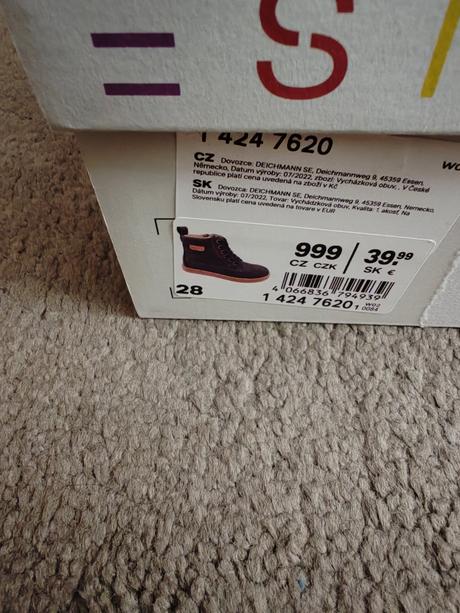 = S
1 424 7620
CZ Dovozce: DEICHMANN SE, Deichmannweg 9, 45359 Essen,
Německo, Datum výroby: 07/2022, zboží: Vycházková obuv, , V České
republice platí cena uvedená na zboží v Kč
SK Dovozca: DEICHMANN SE, Deichmannweg 9, 45359 Essen, Nemecko,
Dátum výroby: 07/2022, Tovar: Vychádzková obuv, Kvalita: 1. akosť, Na
Slovensku platí cena uvedená na tovare v EUR
999 / 39.99
CZ CZK SK €
4 066836 794939
28
1 424 7620 1
W02
0084